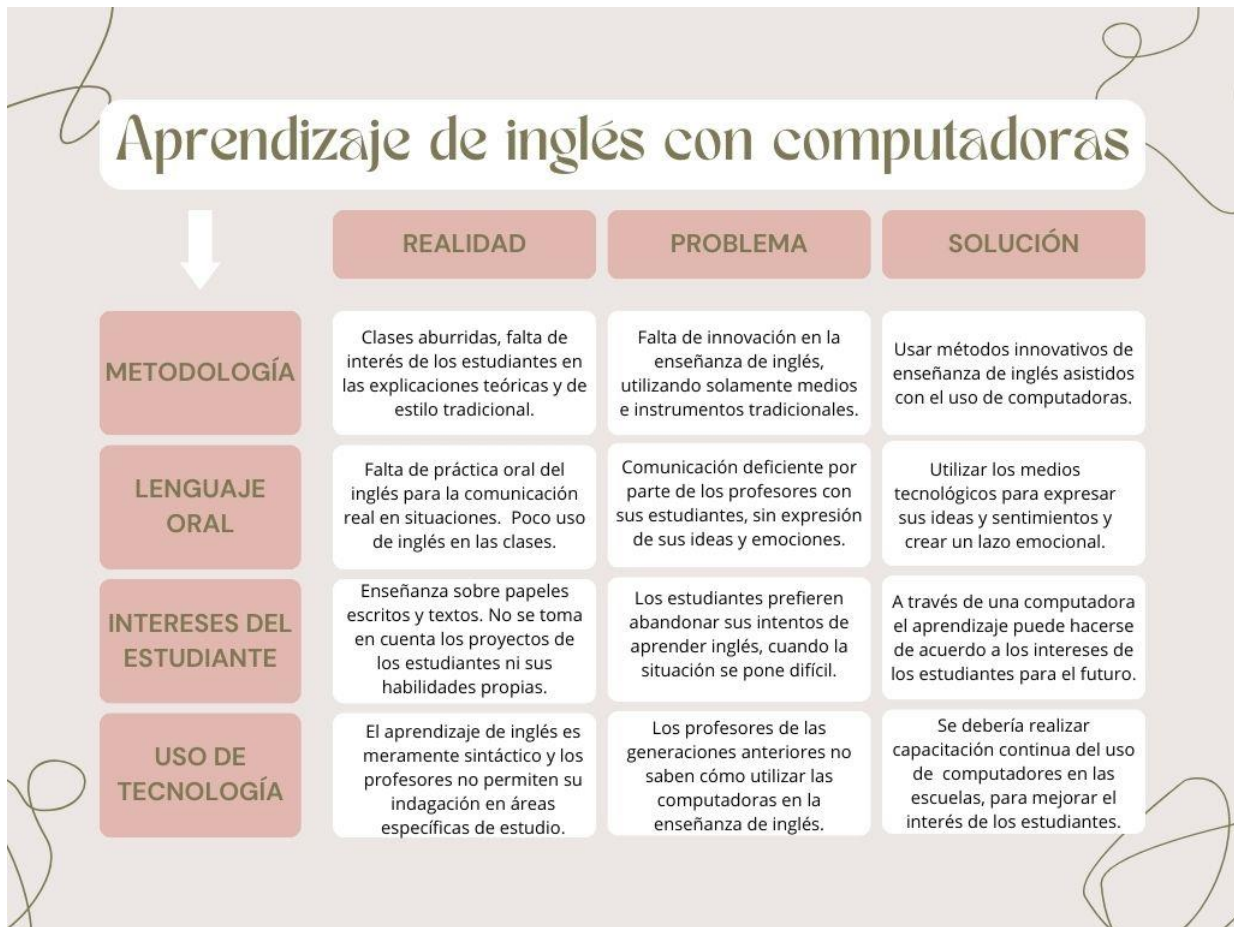 Aprendizaje de inglés con computadoras
REALIDAD
PROBLEMA
SOLUCIÓN
METODOLOGÍA
Clases aburridas, falta de
interés de los estudiantes en
las explicaciones teóricas y de
estilo tradicional.
Falta de innovación en la
enseñanza de inglés,
utilizando solamente medios
e instrumentos tradicionales.
Usar métodos innovativos de
enseñanza de inglés asistidos
con el uso de computadoras.
LENGUAJE
ORAL
Falta de práctica oral del
inglés para la comunicación
real en situaciones. Poco uso
de inglés en las clases.
Comunicación deficiente por
parte de los profesores con
sus estudiantes, sin expresión
de sus ideas y emociones.
Utilizar los medios
tecnológicos para expresar
sus ideas y sentimientos y
crear un lazo emocional.
INTERESES DEL
ESTUDIANTE
Enseñanza sobre papeles
escritos y textos. No se toma
en cuenta los proyectos de
los estudiantes ni sus
habilidades propias.
Los estudiantes prefieren
abandonar sus intentos de
aprender inglés, cuando la
situación se pone difícil.
A través de una computadora
el aprendizaje puede hacerse
de acuerdo a los intereses de
los estudiantes para el futuro.
USO DE
TECNOLOGÍA
El aprendizaje de inglés es
meramente sintáctico y los
profesores no permiten su
indagación en áreas
específicas de estudio.
Los profesores de las
generaciones anteriores no
saben cómo utilizar las
computadoras en la
enseñanza de inglés.
Se debería realizar
capacitación continua del uso
de computadores en las
escuelas, para mejorar el
interés de los estudiantes.